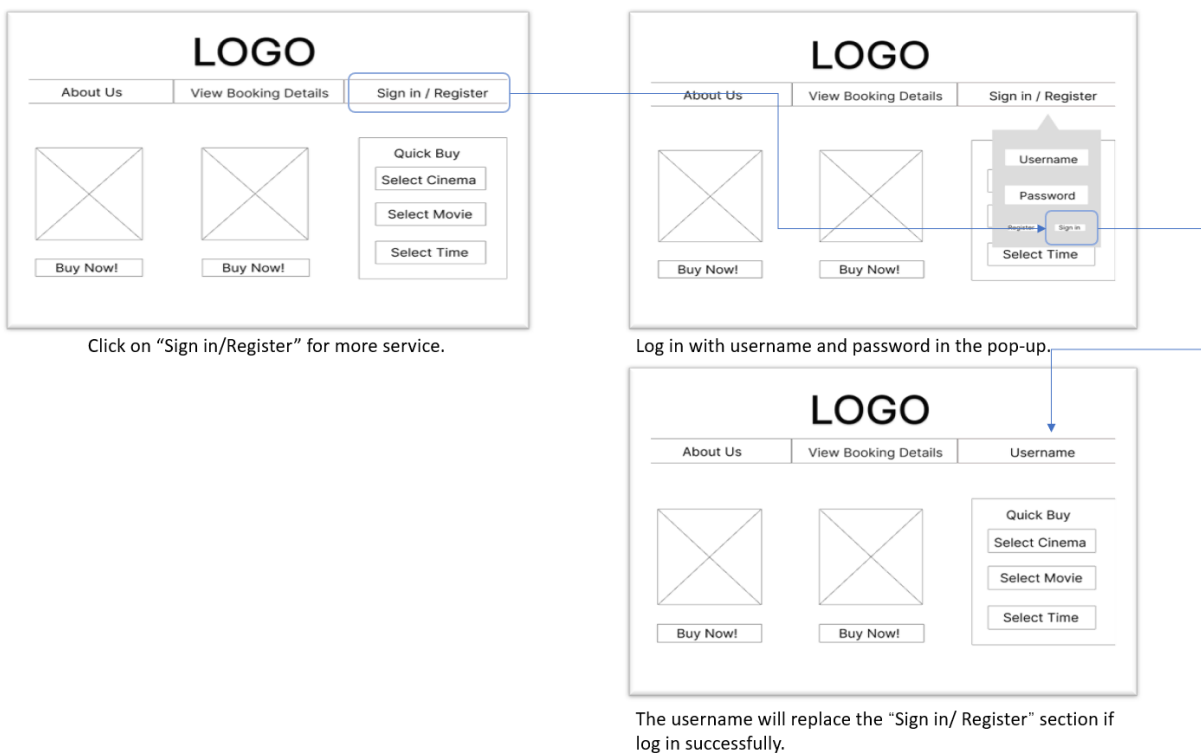 LOGO
About Us
View Booking Details
Sign in / Register
Quick Buy
Select Cinema
Select Movie
Select Time
Buy Now!
Buy Now!
Click on “Sign in/Register” for more service.
LOGO
About Us
View Booking Details
Sign in / Register
Username
Password
Register
Sign in
Select Time
Buy Now!
Buy Now!
Log in with username and password in the pop-up.
LOGO
About Us
View Booking Details
Username
Quick Buy
Select Cinema
Select Movie
Select Time
Buy Now!
Buy Now!
The username will replace the “Sign in/ Register” section if
log in successfully.